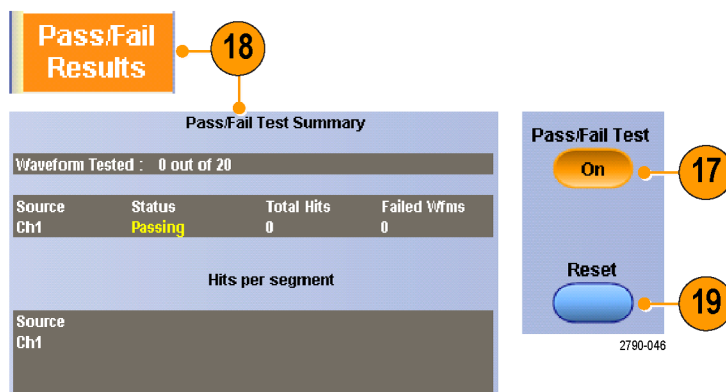 Pass/Fail
Results
18
Pass/Fail Test Summary
Waveform Tested : 0 out of 20
Source Status Total Hits Failed Wfms
Ch1 Passing 0 0
Hits per segment
Source
Ch1
Pass/Fail Test
On
17
Reset
19
2790-046